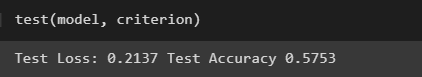 test(model, criterion)
Test Loss: 0.2137 Test Accuracy 0.5753